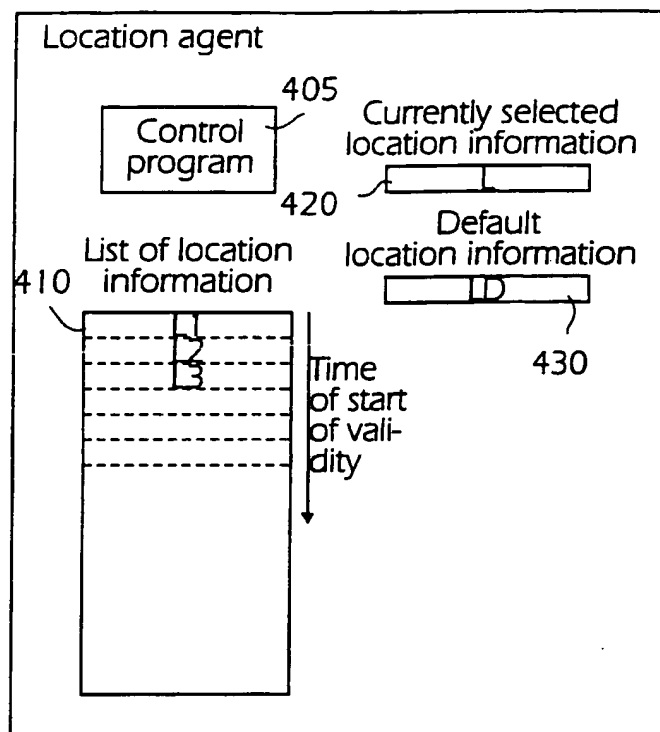 Location agent
405
Control
program
Currently selected
location information
420
L
Default
location information
LD
430
List of location
information
410
L1
L2
L3
Time
of start
of vali-
dity